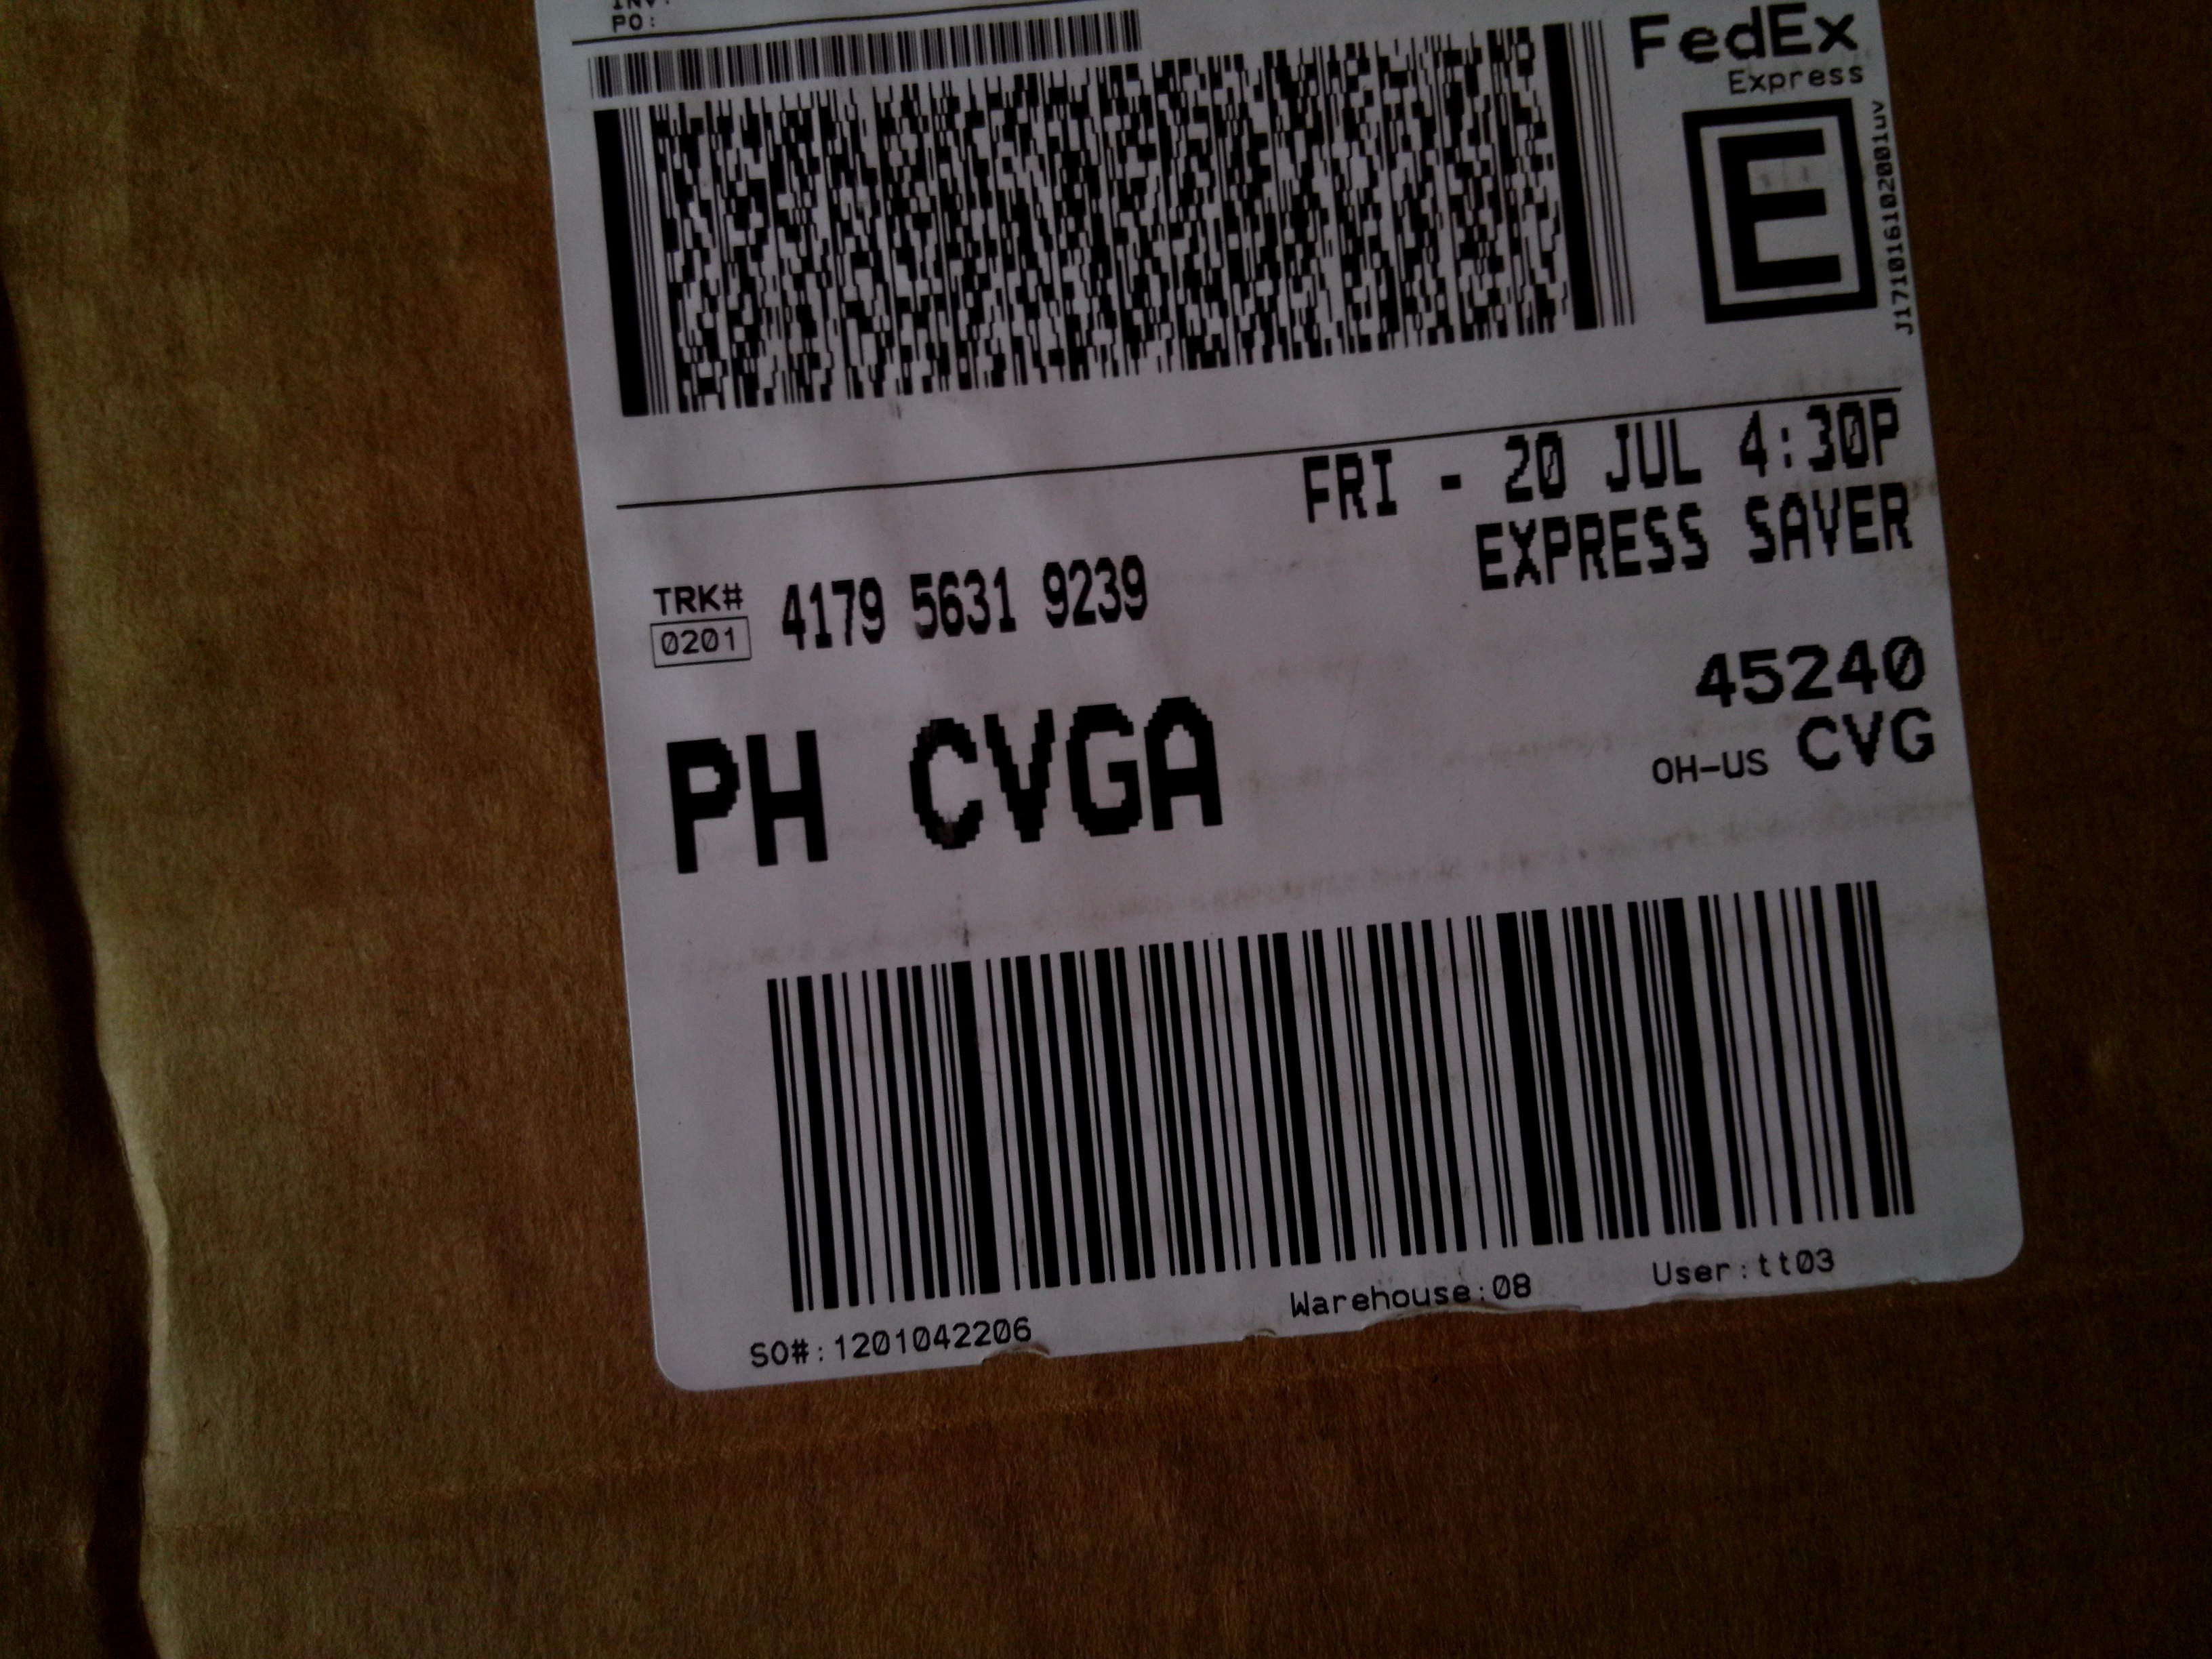 INV:
PO:
FedEx
Express
E
J171016102001uv
FRI - 20 JUL 4:30P
EXPRESS SAVER
TRK#
0201
4179 5631 9239
45240
PH CVGA
OH-US CVG
SO#:1201042206
Warehouse:08
User:tt03